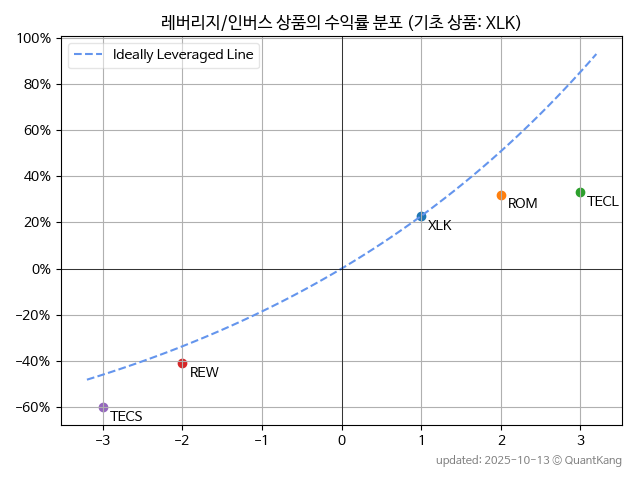 레버리지/인버스 상품의 수익률 분포 (기초 상품: XLK)
100%
80%
60%
40%
20%
0%
-20%
-40%
-60%
Ideally Leveraged Line
XLK
ROM
TECL
REW
TECS
-3
-2
-1
0
1
2
3
updated: 2025-10-13 © QuantKang